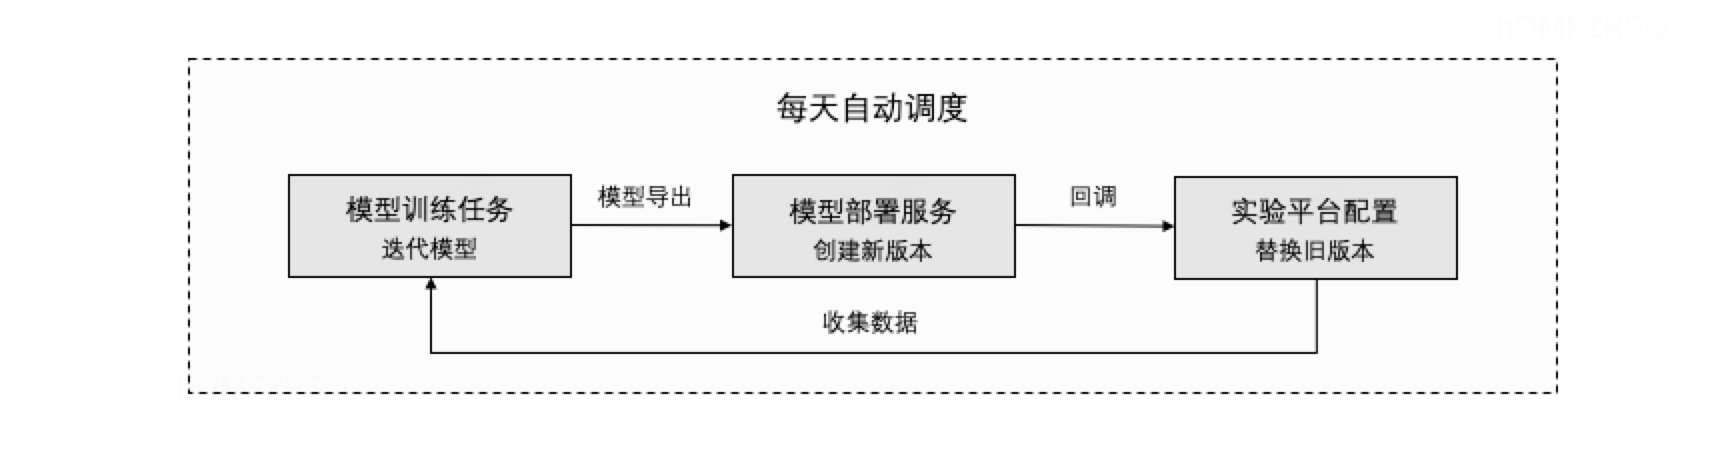 每天自动调度
模型训练任务
迭代模型
模型导出
模型部署服务
创建新版本
回调
实验平台配置
替换旧版本
收集数据